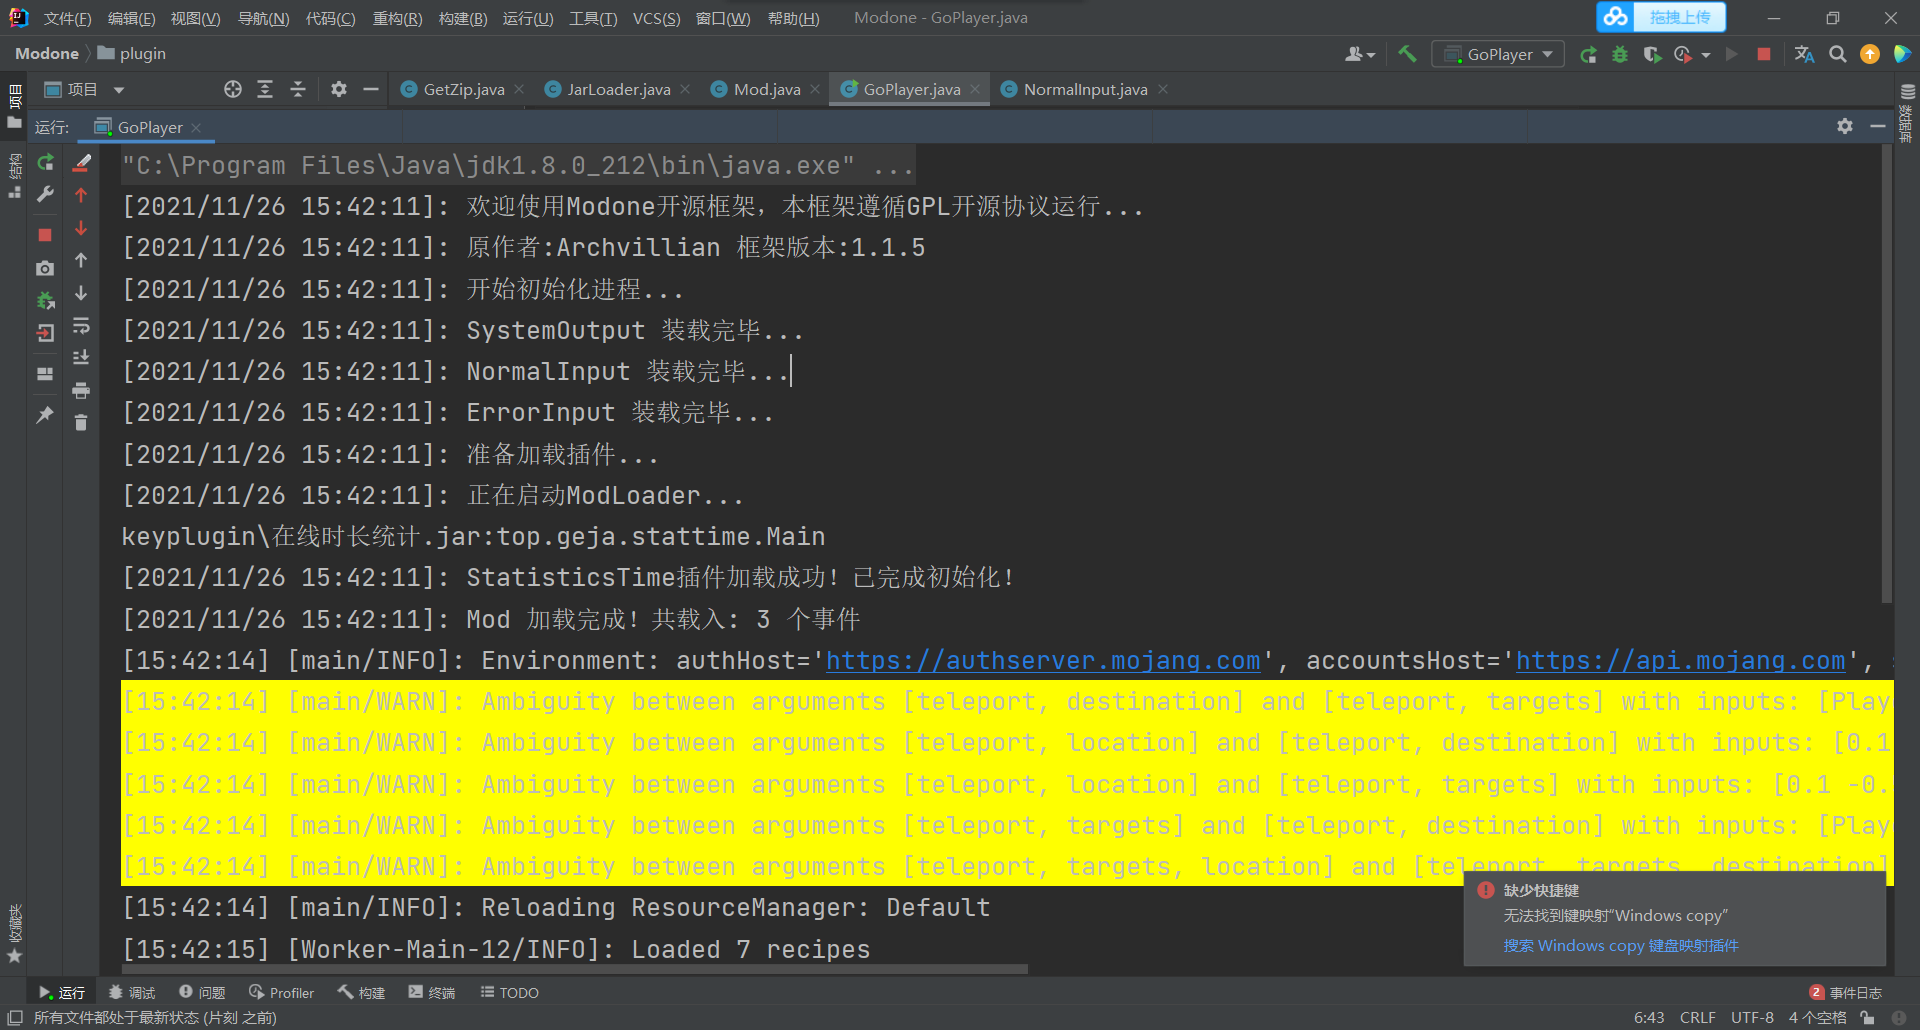 文件(F) 编辑(E) 视图(V) 导航(N) 代码(C) 重构(R) 构建(B) 运行(U) 工具(T) VCS(S) 窗口(W) 帮助(H) Modone - GoPlayer.java 拖拽上传
Modone plugin GoPlayer
项目 GetZip.java JarLoader.java Mod.java GoPlayer.java NormalInput.java
运行: GoPlayer
项目
结构
收藏夹
数据库
"C:\Program Files\Java\jdk1.8.0_212\bin\java.exe" ...
[2021/11/26 15:42:11]: 欢迎使用Modone开源框架，本框架遵循GPL开源协议运行...
[2021/11/26 15:42:11]: 原作者:Archvillian 框架版本:1.1.5
[2021/11/26 15:42:11]: 开始初始化进程...
[2021/11/26 15:42:11]: SystemOutput 装载完毕...
[2021/11/26 15:42:11]: NormalInput 装载完毕...
[2021/11/26 15:42:11]: ErrorInput 装载完毕...
[2021/11/26 15:42:11]: 准备加载插件...
[2021/11/26 15:42:11]: 正在启动ModLoader...
keyplugin\在线时长统计.jar:top.geja.stattime.Main
[2021/11/26 15:42:11]: StatisticsTime插件加载成功！已完成初始化！
[2021/11/26 15:42:11]: Mod 加载完成！共载入: 3 个事件
[15:42:14] [main/INFO]: Environment: authHost='https://authserver.mojang.com', accountsHost='https://api.mojang.com',
[15:42:14] [main/WARN]: Ambiguity between arguments [teleport, destination] and [teleport, targets] with inputs: [Play
[15:42:14] [main/WARN]: Ambiguity between arguments [teleport, location] and [teleport, destination] with inputs: [0.1
[15:42:14] [main/WARN]: Ambiguity between arguments [teleport, location] and [teleport, targets] with inputs: [0.1 -0.
[15:42:14] [main/WARN]: Ambiguity between arguments [teleport, targets] and [teleport, destination] with inputs: [Play
[15:42:14] [main/WARN]: Ambiguity between arguments [teleport, targets, location] and [teleport, targets, destination]
[15:42:14] [main/INFO]: Reloading ResourceManager: Default
[15:42:15] [Worker-Main-12/INFO]: Loaded 7 recipes
缺少快捷键
无法找到键映射"Windows copy"
搜索 Windows copy 键盘映射插件
运行 调试 问题 Profiler 构建 终端 TODO 2 事件日志
所有文件都处于最新状态 (片刻 之前) 6:43 CRLF UTF-8 4 个空格